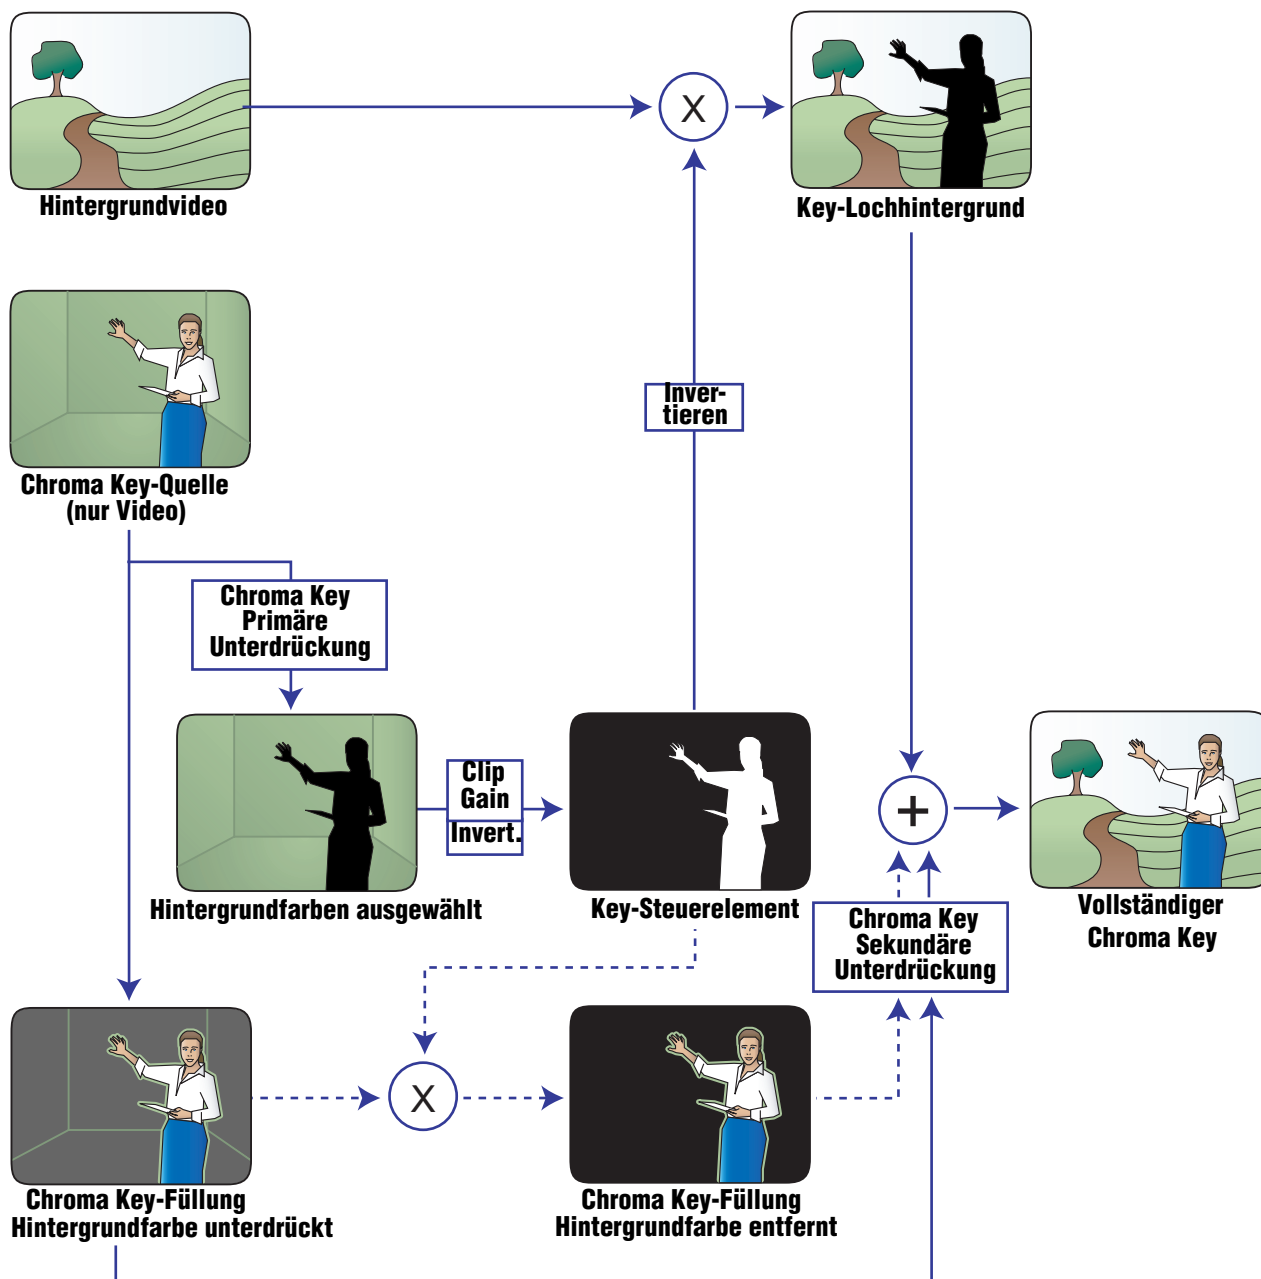 X
Hintergrundvideo
Key-Lochhintergrund
Inver-
tieren
Chroma Key-Quelle
(nur Video)
Chroma Key
Primäre
Unterdrückung
Clip
Gain
Invert.
+
Hintergrundfarben ausgewählt
Key-Steuerelement
Chroma Key
Sekundäre
Unterdrückung
Vollständiger
Chroma Key
X
Chroma Key-Füllung
Hintergrundfarbe unterdrückt
Chroma Key-Füllung
Hintergrundfarbe entfernt